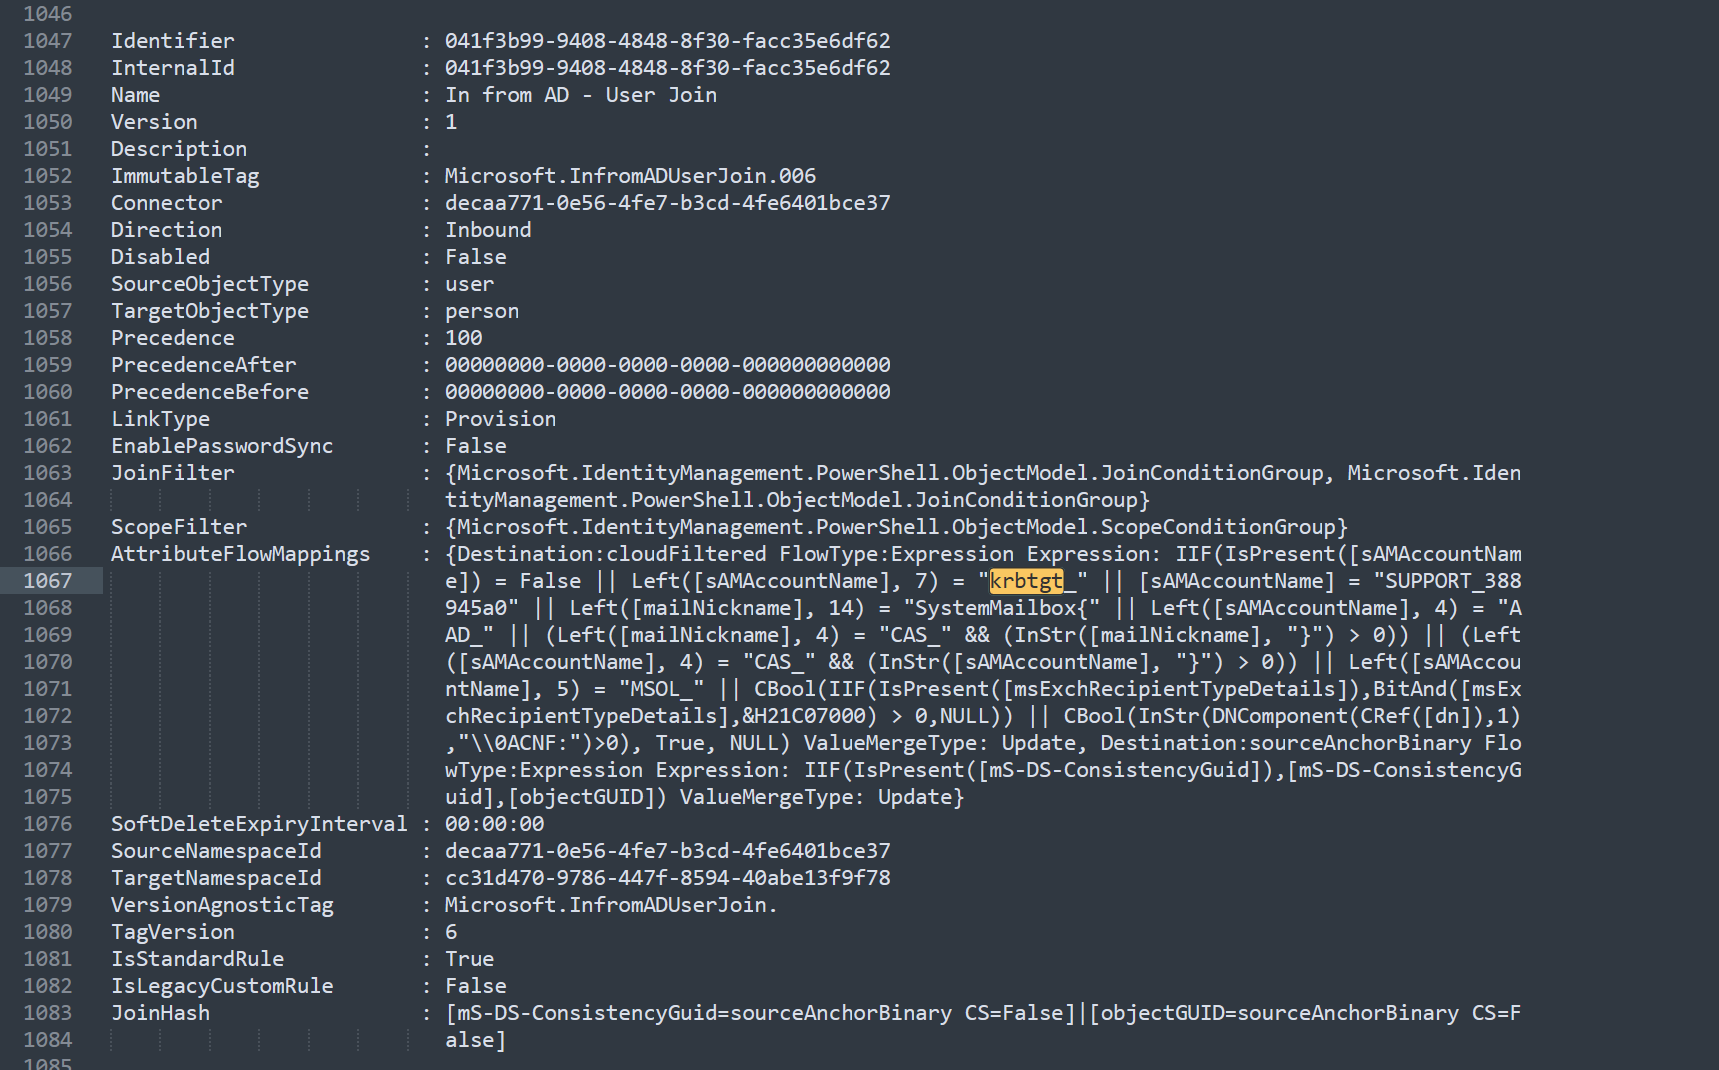 1046
1047 Identifier : 041f3b99-9408-4848-8f30-facc35e6df62
1048 InternalId : 041f3b99-9408-4848-8f30-facc35e6df62
1049 Name : In from AD - User Join
1050 Version : 1
1051 Description :
1052 ImmutableTag : Microsoft.InfromADUserJoin.006
1053 Connector : decaa771-0e56-4fe7-b3cd-4fe6401bce37
1054 Direction : Inbound
1055 Disabled : False
1056 SourceObjectType : user
1057 TargetObjectType : person
1058 Precedence : 100
1059 PrecedenceAfter : 00000000-0000-0000-0000-000000000000
1060 PrecedenceBefore : 00000000-0000-0000-0000-000000000000
1061 LinkType : Provision
1062 EnablePasswordSync : False
1063 JoinFilter : {Microsoft.IdentityManagement.PowerShell.ObjectModel.JoinConditionGroup, Microsoft.Iden
1064 tityManagement.PowerShell.ObjectModel.JoinConditionGroup}
1065 ScopeFilter : {Microsoft.IdentityManagement.PowerShell.ObjectModel.ScopeConditionGroup}
1066 AttributeFlowMappings : {Destination:cloudFiltered FlowType:Expression Expression: IIF(IsPresent([sAMAccountNam
1067 e]) = False || Left([sAMAccountName], 7) = "krbtgt_" || [sAMAccountName] = "SUPPORT_388
1068 945a0" || Left([mailNickname], 14) = "SystemMailbox{" || Left([sAMAccountName], 4) = "A
1069 AD_" || (Left([mailNickname], 4) = "CAS_" && (InStr([mailNickname], "}") > 0)) || (Left
1070 ([sAMAccountName], 4) = "CAS_" && (InStr([sAMAccountName], "}") > 0)) || Left([sAMAccou
1071 ntName], 5) = "MSOL_" || CBool(IIF(IsPresent([msExchRecipientTypeDetails]),BitAnd([msEx
1072 chRecipientTypeDetails],&H21C07000) > 0,NULL)) || CBool(InStr(DNComponent(CRef([dn]),1)
1073 ,"\\0ACNF:")>0), True, NULL) ValueMergeType: Update, Destination:sourceAnchorBinary Flo
1074 wType:Expression Expression: IIF(IsPresent([mS-DS-ConsistencyGuid]),[mS-DS-ConsistencyG
1075 uid],[objectGUID]) ValueMergeType: Update}
1076 SoftDeleteExpiryInterval : 00:00:00
1077 SourceNamespaceId : decaa771-0e56-4fe7-b3cd-4fe6401bce37
1078 TargetNamespaceId : cc31d470-9786-447f-8594-40abe13f9f78
1079 VersionAgnosticTag : Microsoft.InfromADUserJoin.
1080 TagVersion : 6
1081 IsStandardRule : True
1082 IsLegacyCustomRule : False
1083 JoinHash : [mS-DS-ConsistencyGuid=sourceAnchorBinary CS=False]|[objectGUID=sourceAnchorBinary CS=F
1084 alse]
1085